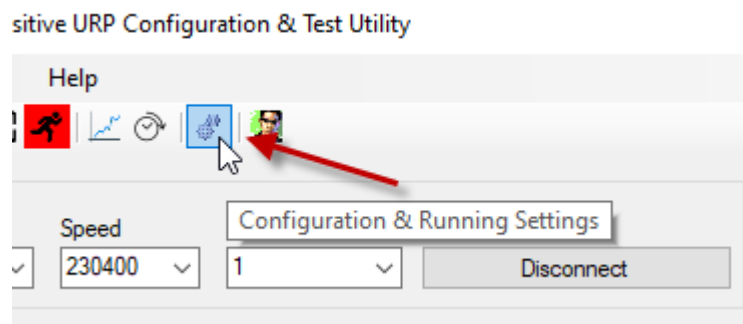 sitive URP Configuration & Test Utility
Help
Speed
Configuration & Running Settings
230400
1
Disconnect